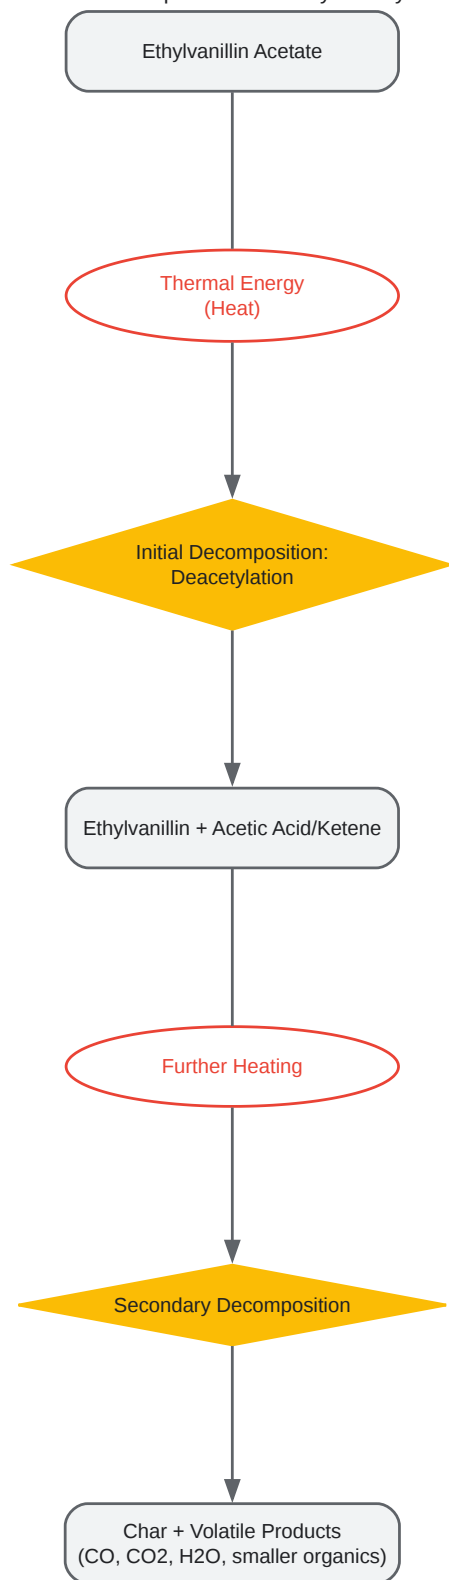 Ethylvanillin Acetate
Thermal Energy
(Heat)
Initial Decomposition:
Deacetylation
Ethylvanillin + Acetic Acid/Ketene
Further Heating
Secondary Decomposition
Char + Volatile Products
(CO, CO2, H2O, smaller organics)